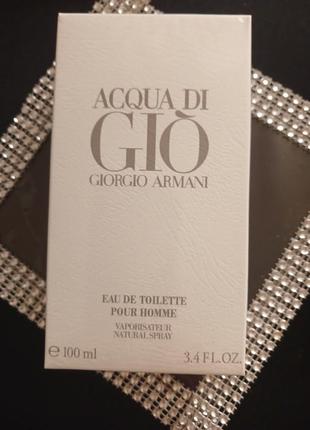 ACQUA DI
GIÒ
GIORGIO ARMANI
EAU DE TOILETTE
POUR HOMME
VAPORISATEUR
NATURAL SPRAY
℮ 100 ml 3.4 FL.OZ.